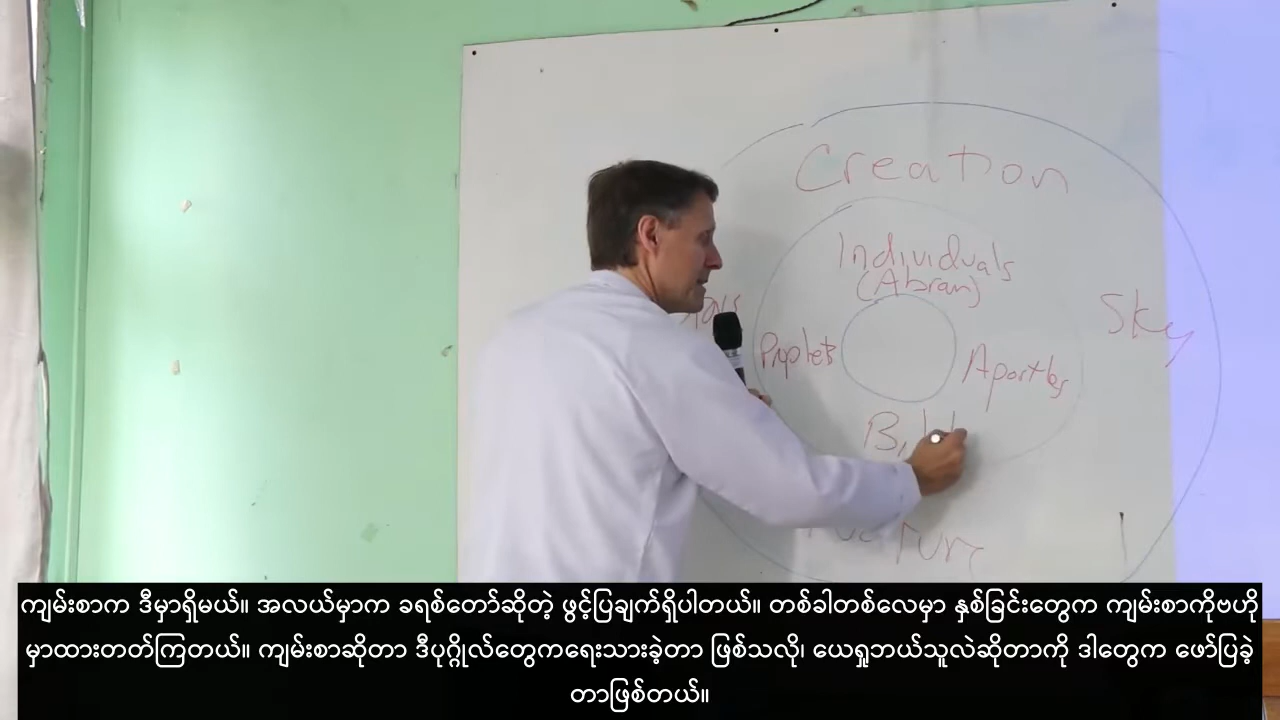 Creation
Individuals
(Abram)
Sky
Prophets
Apostles
ကျမ်းစာက ဒီမှာရှိမယ်။ အလယ်မှာက ခရစ်တော်ဆိုတဲ့ ဖွင့်ပြချက်ရှိပါတယ်။ တစ်ခါတစ်လေမှာ နှစ်ခြင်းတွေက ကျမ်းစာကိုဗဟို
မှာထားတတ်ကြတယ်။ ကျမ်းစာဆိုတာ ဒီပုဂ္ဂိုလ်တွေကရေးသားခဲ့တာ ဖြစ်သလို၊ ယေရှုဘယ်သူလဲဆိုတာကို ဒါတွေက ဖော်ပြခဲ့
တာဖြစ်တယ်။